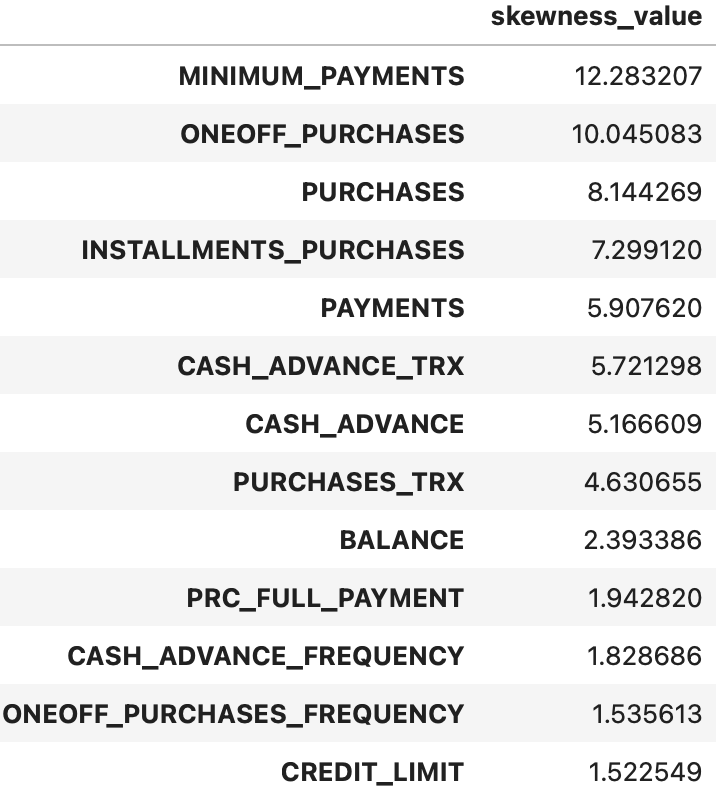 skewness_value
MINIMUM_PAYMENTS 12.283207
ONEOFF_PURCHASES 10.045083
PURCHASES 8.144269
INSTALLMENTS_PURCHASES 7.299120
PAYMENTS 5.907620
CASH_ADVANCE_TRX 5.721298
CASH_ADVANCE 5.166609
PURCHASES_TRX 4.630655
BALANCE 2.393386
PRC_FULL_PAYMENT 1.942820
CASH_ADVANCE_FREQUENCY 1.828686
ONEOFF_PURCHASES_FREQUENCY 1.535613
CREDIT_LIMIT 1.522549